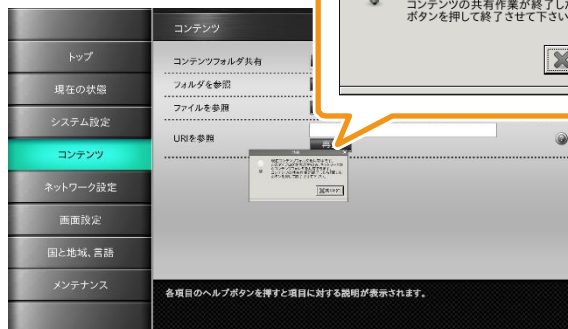 コンテンツの共有作業が終了した
ボタンを押して終了させて下さい
コンテンツ
トップ
コンテンツフォルダ共有
現在の状態
フォルダを参照
システム設定
ファイルを参照
コンテンツ
URIを参照
再
ネットワーク設定
画面設定
国と地域、言語
メンテナンス
各項目のヘルプボタンを押すと項目に対する説明が表示されます。